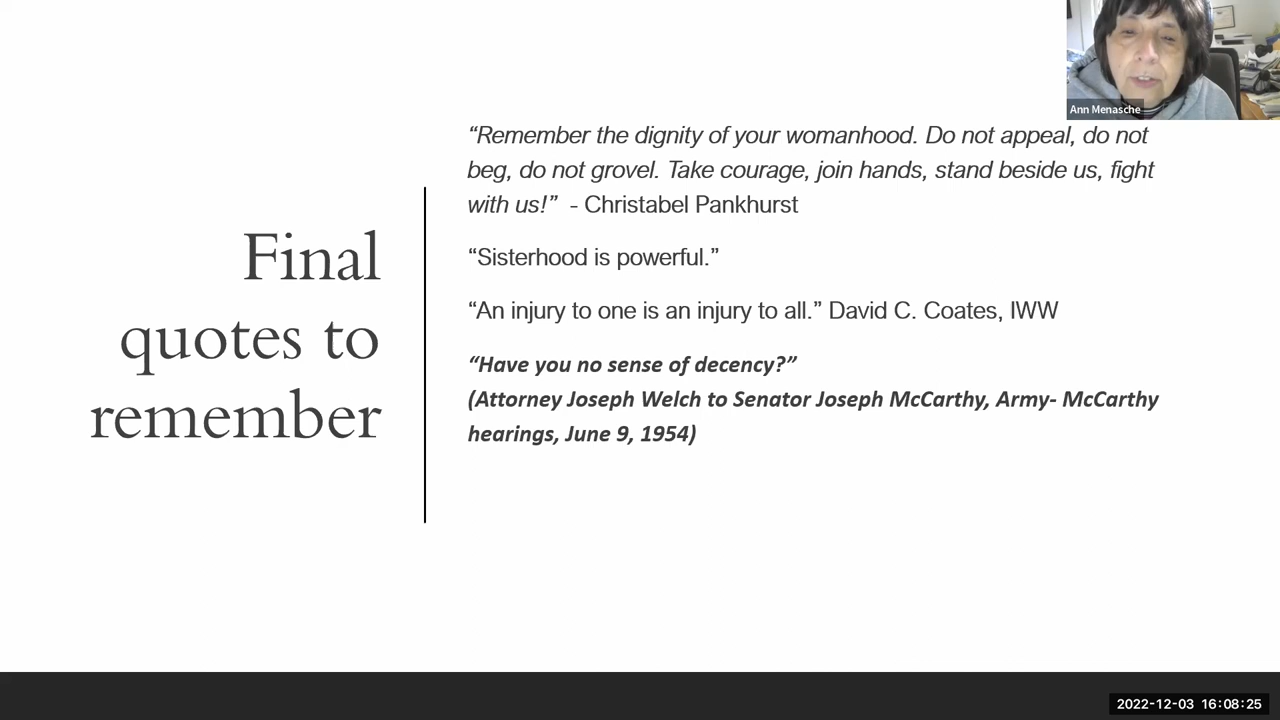 Ann Menasche
“Remember the dignity of your womanhood. Do not appeal, do not
beg, do not grovel. Take courage, join hands, stand beside us, fight
with us!”  - Christabel Pankhurst
“Sisterhood is powerful.”
“An injury to one is an injury to all.” David C. Coates, IWW
“Have you no sense of decency?”
(Attorney Joseph Welch to Senator Joseph McCarthy, Army- McCarthy
hearings, June 9, 1954)
Final
quotes to
remember
2022-12-03 16:08:25